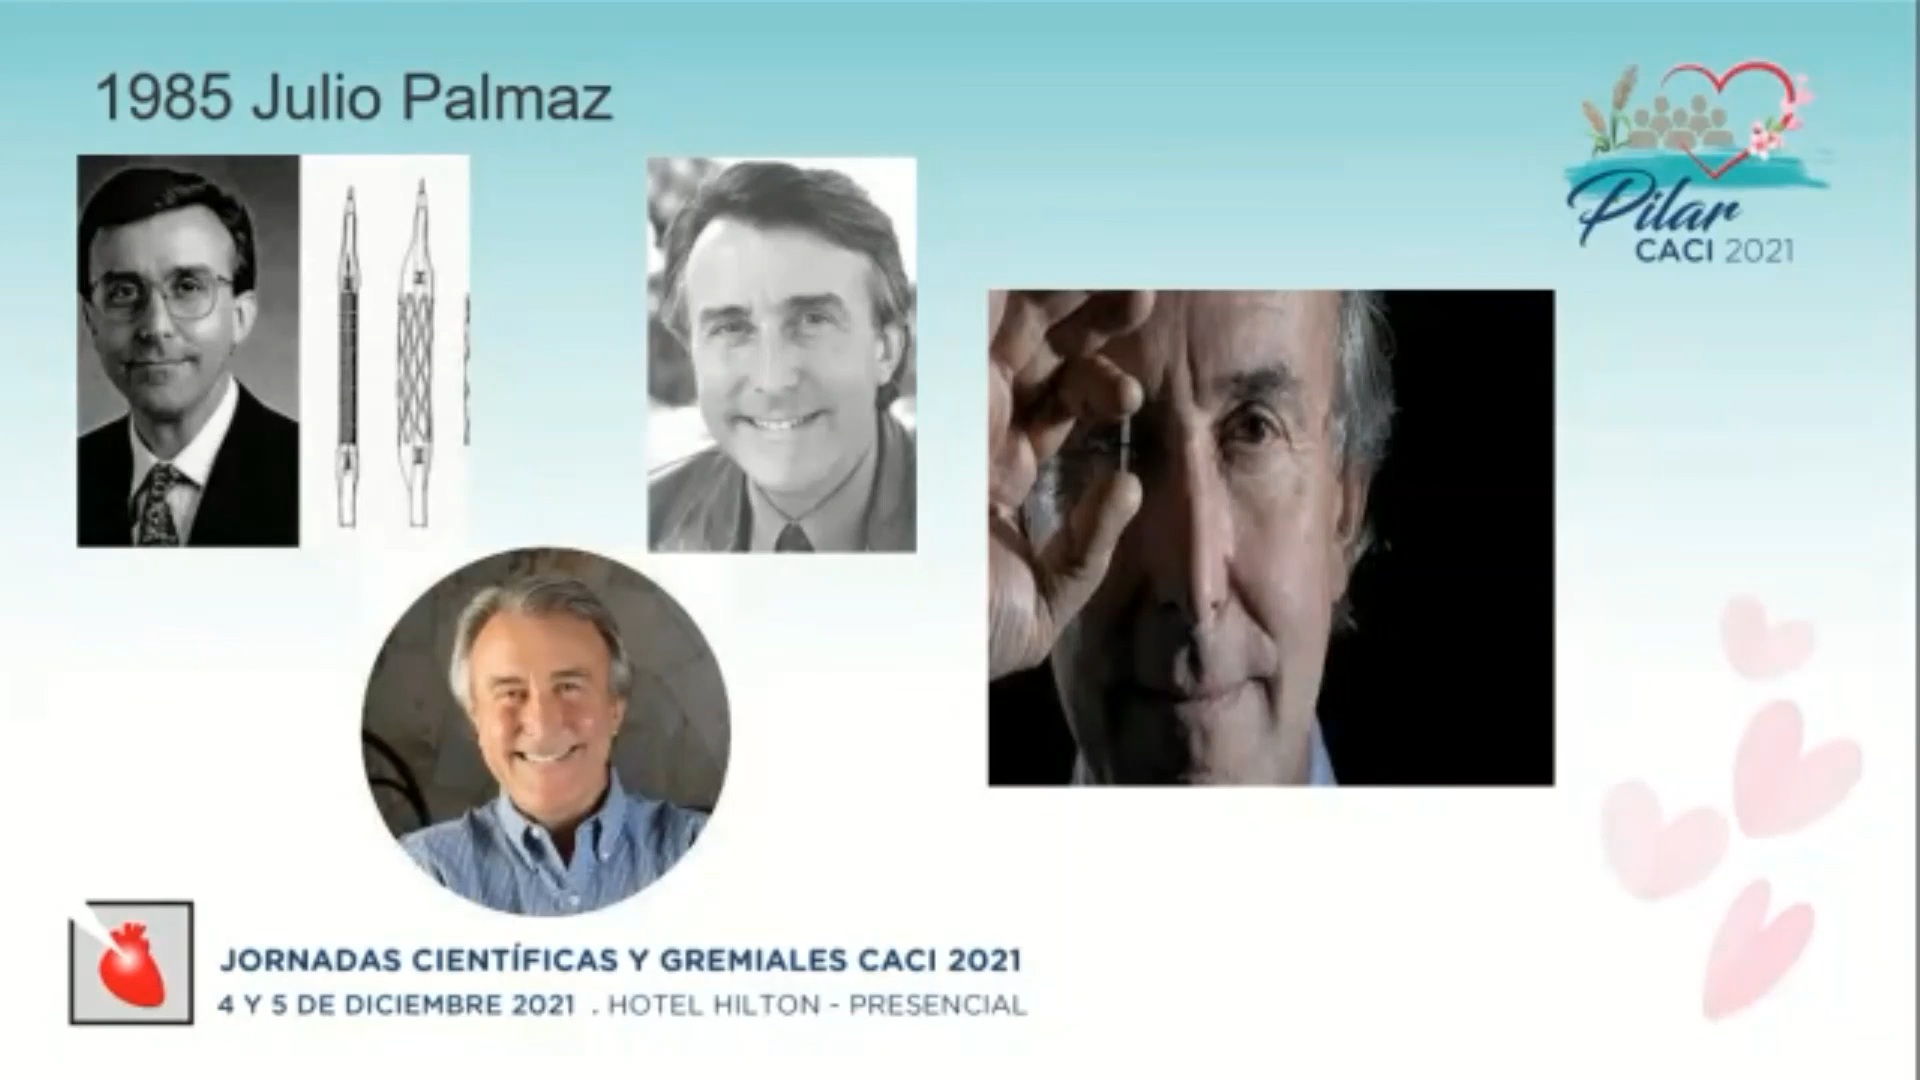 1985 Julio Palmaz
Pilar
CACI 2021
JORNADAS CIENTÍFICAS Y GREMIALES CACI 2021
4 Y 5 DE DICIEMBRE 2021 . HOTEL HILTON - PRESENCIAL